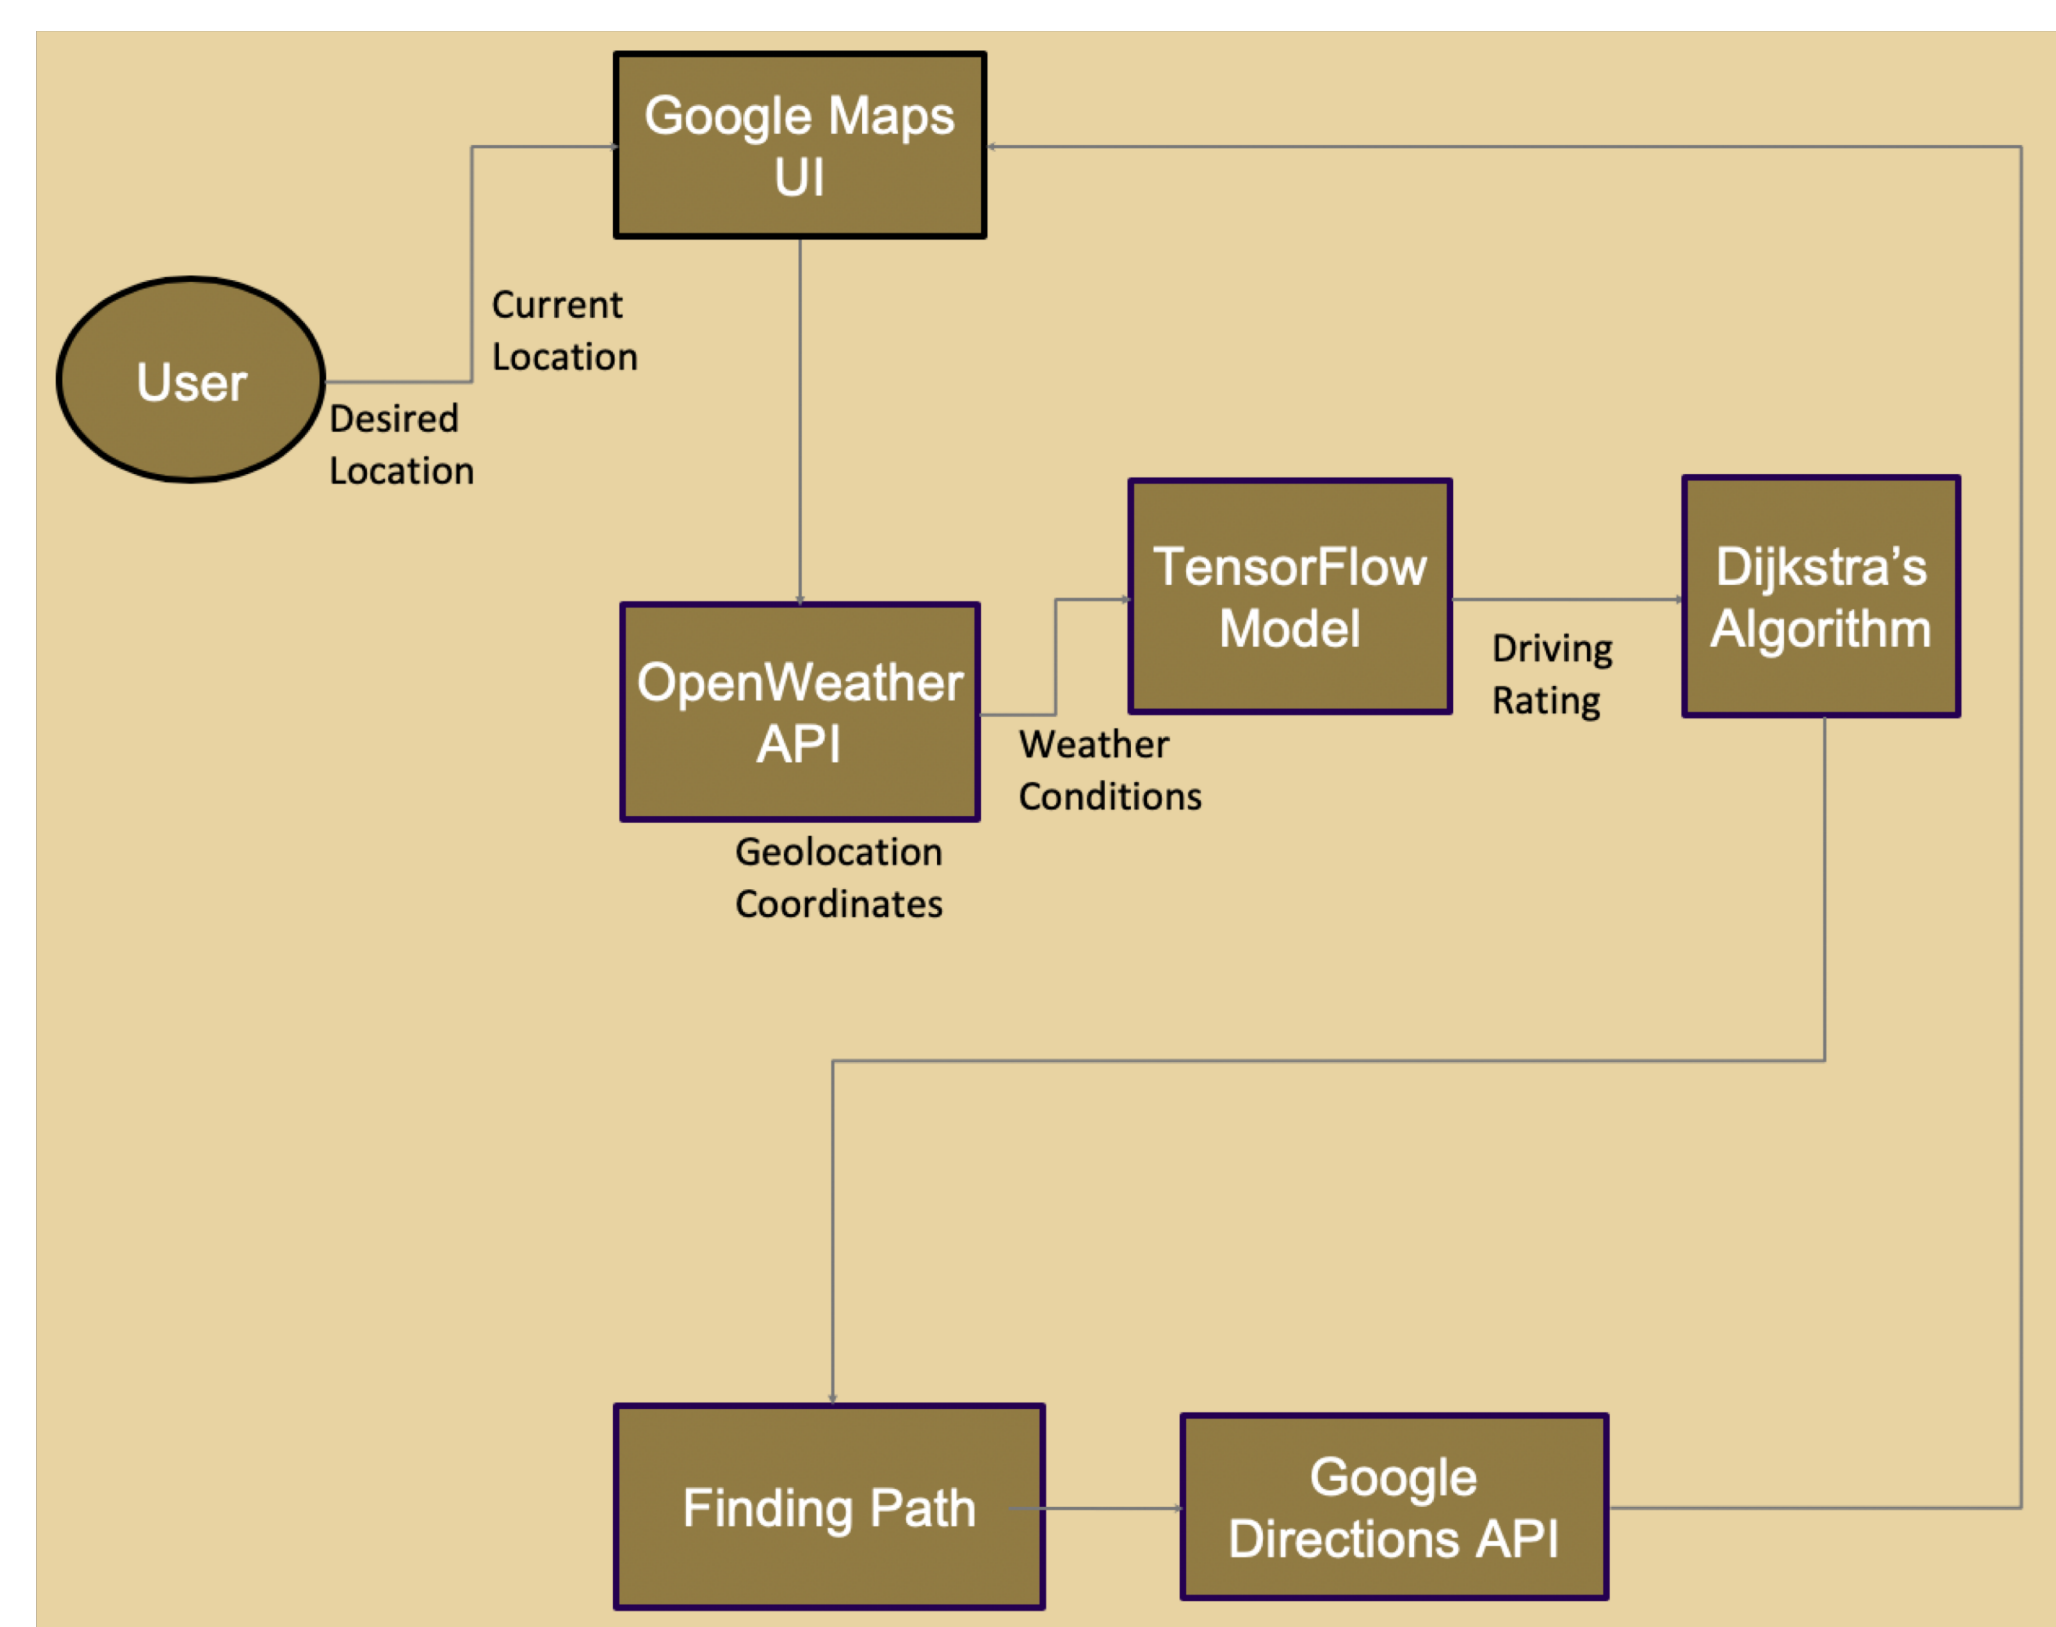 Google Maps
UI
Current
Location
User
Desired
Location
TensorFlow
Model
Dijkstra’s
Algorithm
Driving
Rating
OpenWeather
API
Weather
Conditions
Geolocation
Coordinates
Finding Path
Google
Directions API